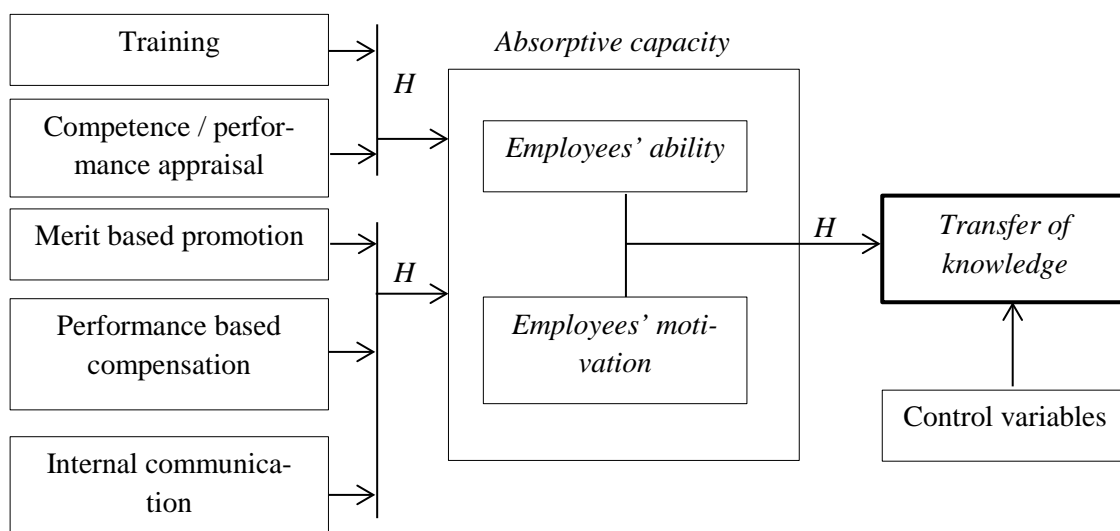 Training
Competence / perfor-
mance appraisal
Merit based promotion
Performance based
compensation
Internal communica-
tion
H
H
Absorptive capacity
Employees’ ability
Employees’ moti-
vation
H
Transfer of
knowledge
Control variables